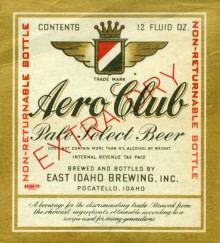 CONTENTS 12 FLUID OZ
NON-RETURNABLE BOTTLE
NON-RETURNABLE BOTTLE
TRADE MARK
Aero Club
Pale Select Beer
DOES NOT CONTAIN MORE THAN 4% ALCOHOL BY WEIGHT
INTERNAL REVENUE TAX PAID
BREWED AND BOTTLED BY
EAST IDAHO BREWING, INC.
POCATELLO, IDAHO
A beverage for the discriminating trade. Brewed from
the choicest ingredients obtainable according to a
recipe used for many generations